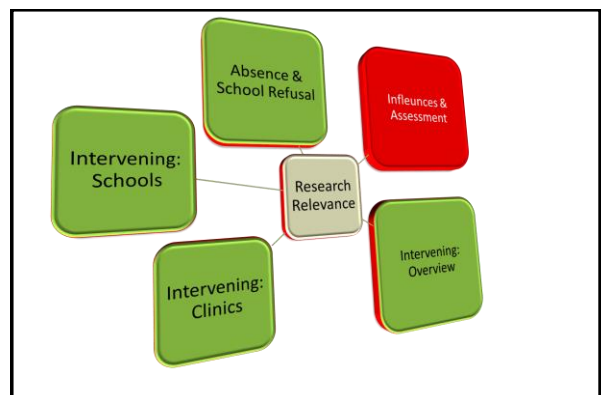 Absence &
School Refusal
Infleunces &
Assessment
Intervening:
Schools
Research
Relevance
Intervening:
Overview
Intervening:
Clinics